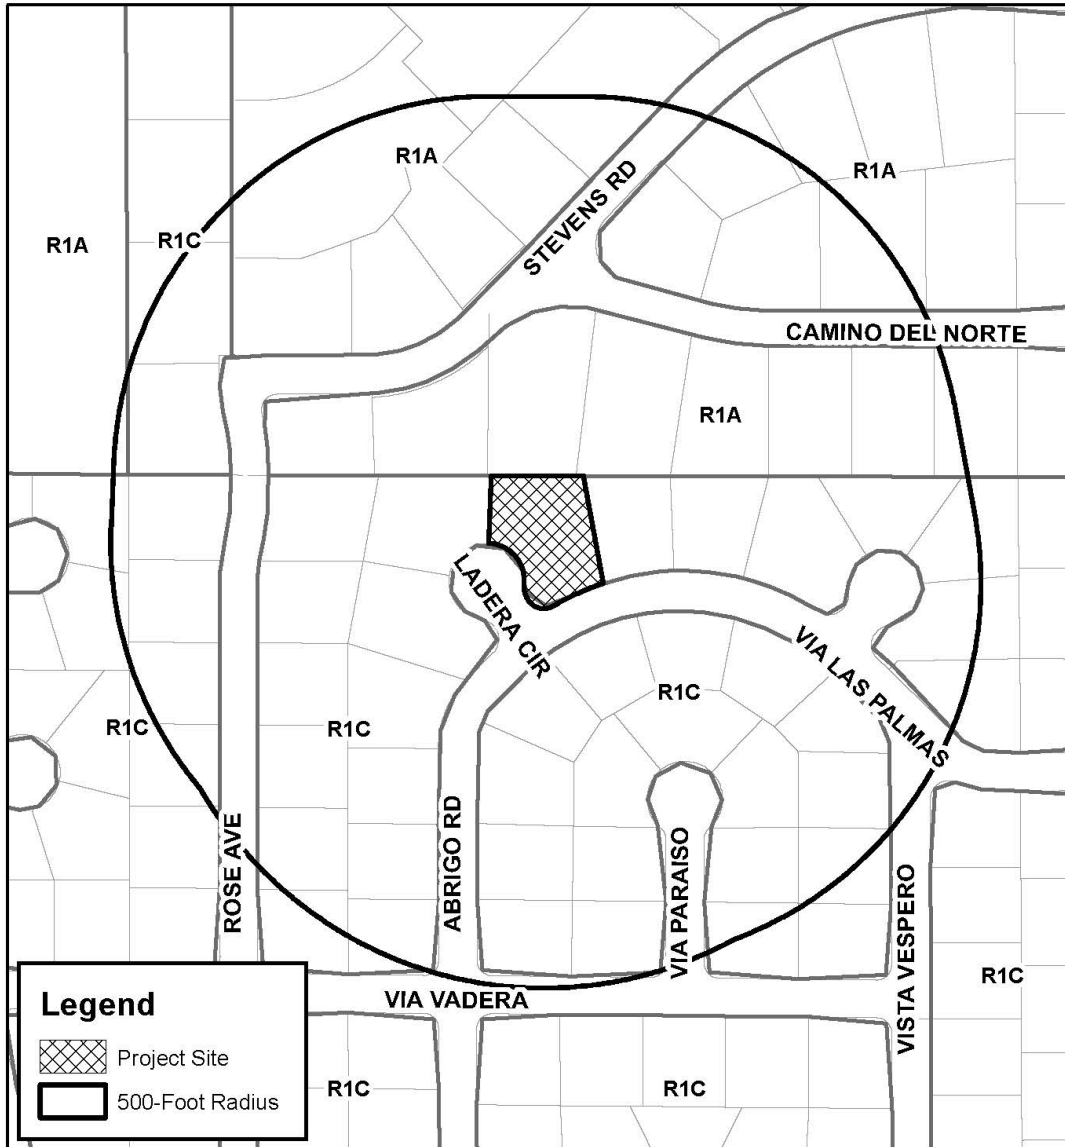 R1A
R1A
STEVENS RD
R1A
R1C
CAMINO DEL NORTE
R1A
LADERA CIR
VIA LAS PALMAS
R1C
R1C
R1C
ROSE AVE
ABRIGO RD
VIA PARAISO
VISTA VESPERO
R1C
VIA VADERA
R1C
R1C
Legend
Project Site
500-Foot Radius